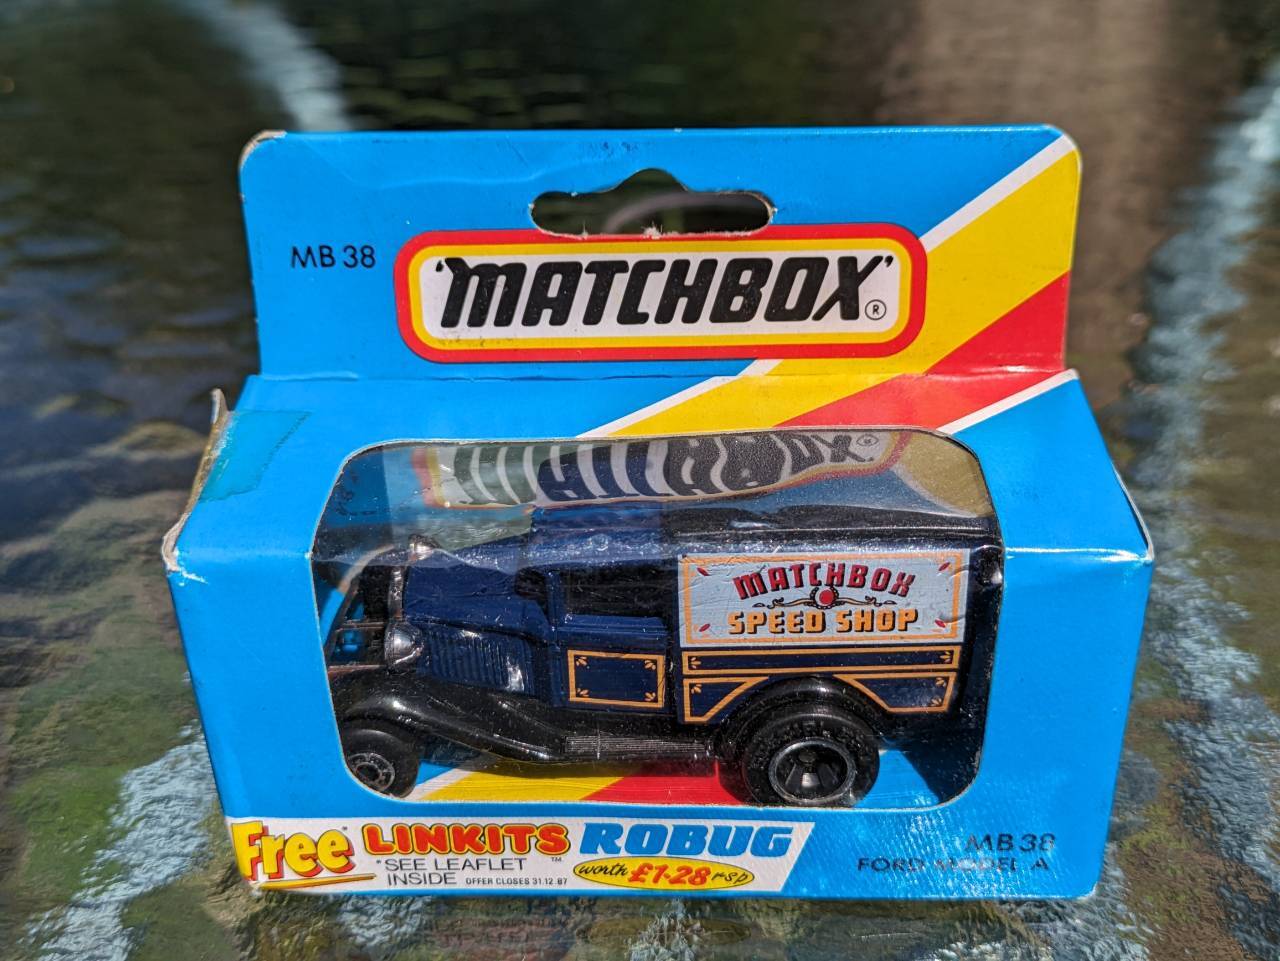 MB 38
'MATCHBOX'®
MATCHBOX
SPEED SHOP
Free LINKITS™ ROBUG
*SEE LEAFLET
INSIDE OFFER CLOSES 31.12.87
worth £1·28 rsp
MB 38
FORD MODEL A